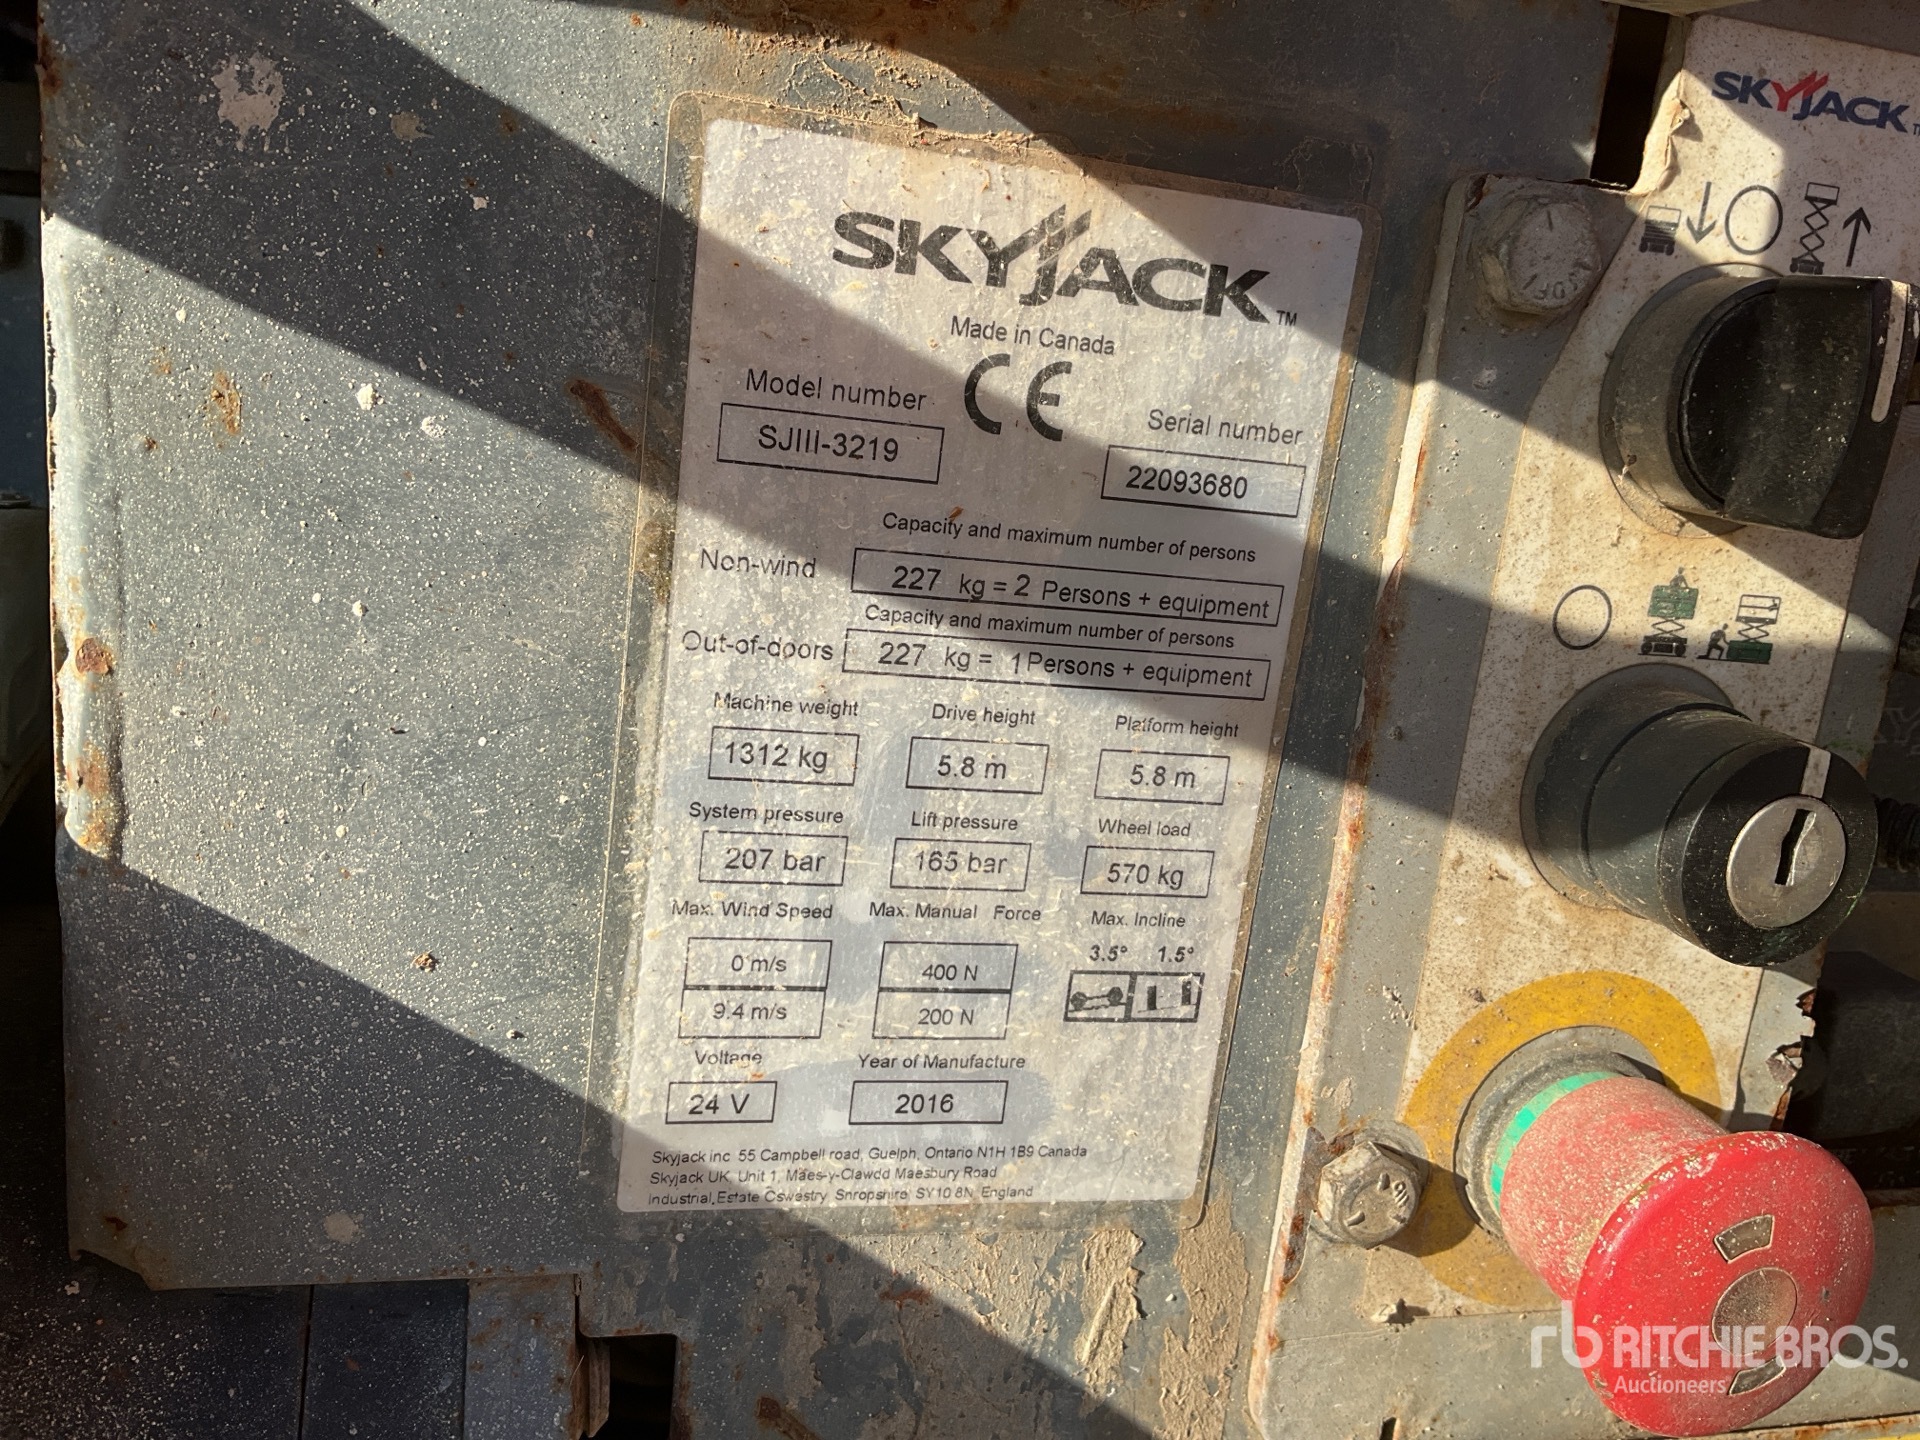 SKYJACK™
Made in Canada
CE
Model number
SJIII-3219
Serial number
22093680
Capacity and maximum number of persons
Non-wind
227 kg = 2 Persons + equipment
Capacity and maximum number of persons
Out-of-doors
227 kg = 1 Persons + equipment
Machine weight Drive height Platform height
1312 kg 5.8 m 5.8 m
System pressure Lift pressure Wheel load
207 bar 165 bar 570 kg
Max. Wind Speed Max. Manual Force Max. Incline
3.5° 1.5°
0 m/s 400 N
9.4 m/s 200 N
Voltage Year of Manufacture
24 V 2016
Skyjack inc 55 Campbell road, Guelph, Ontario N1H 1B9 Canada
Skyjack UK Unit 1, Maes-y-Clawdd Maesbury Road
Industrial Estate Oswestry Shropshire SY10 8N England
SKYJACK
rb RITCHIE BROS.
Auctioneers